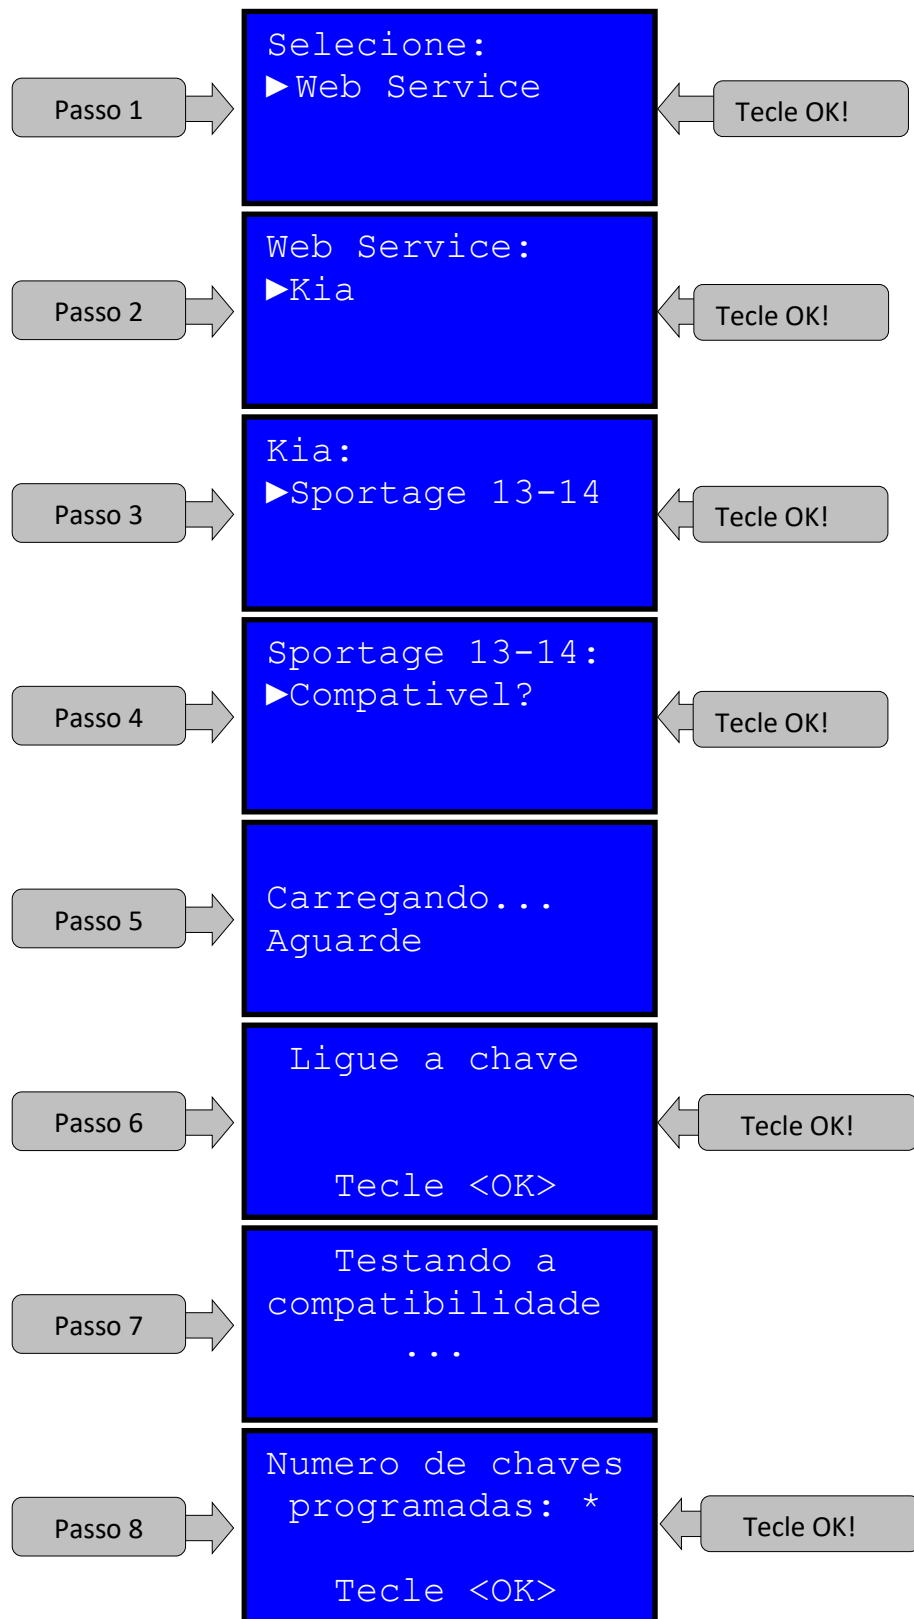 Passo 1
Selecione:
►Web Service
Tecle OK!
Passo 2
Web Service:
►Kia
Tecle OK!
Passo 3
Kia:
►Sportage 13-14
Tecle OK!
Passo 4
Sportage 13-14:
►Compativel?
Tecle OK!
Passo 5
Carregando...
Aguarde
Passo 6
Ligue a chave
Tecle <OK>
Tecle OK!
Passo 7
Testando a
compatibilidade
...
Passo 8
Numero de chaves
programadas: *
Tecle <OK>
Tecle OK!